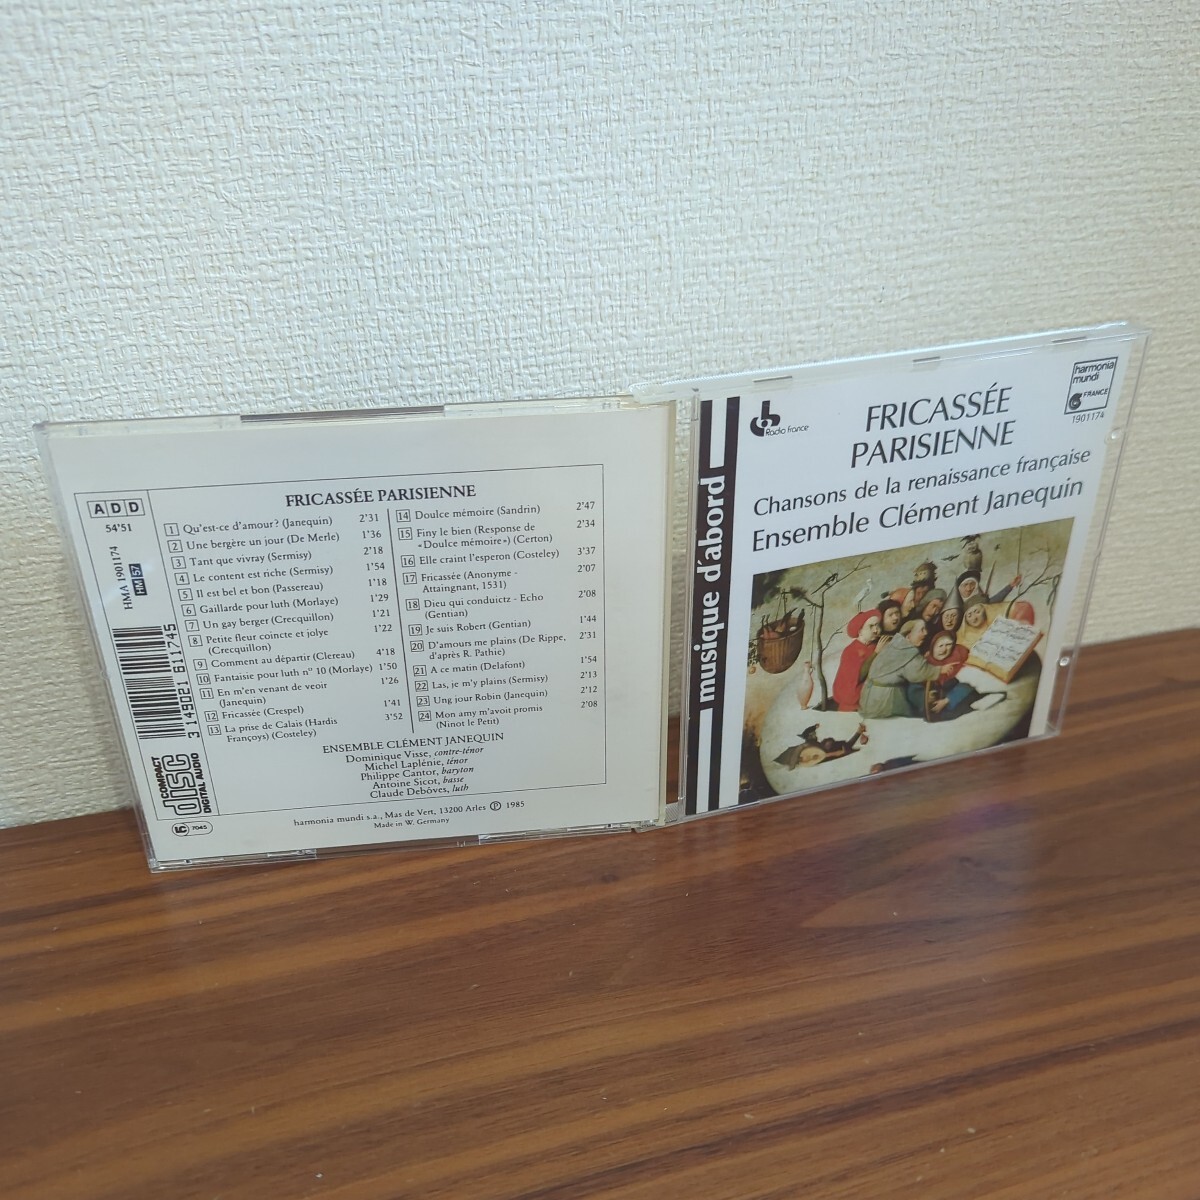 ADD
54'51
HMA 1901174
HM 57
3 149021 611745
COMPACT
disc
DIGITAL AUDIO
LC 7045
FRICASSÉE PARISIENNE
1 Qu'est-ce d'amour? (Janequin) 2'31
2 Une bergère un jour (De Merle) 1'36
3 Tant que vivray (Sermisy) 2'18
4 Le content est riche (Sermisy) 1'54
5 Il est bel et bon (Passereau) 1'18
6 Gaillarde pour luth (Morlaye) 1'29
7 Un gay berger (Crecquillon) 1'21
8 Petite fleur coincte et jolye 1'22
(Crecquillon)
9 Comment au départir (Clereau) 4'18
10 Fantaisie pour luth n° 10 (Morlaye) 1'50
11 En m'en venant de veoir 1'26
(Janequin)
12 Fricassée (Crespel) 1'41
13 La prise de Calais (Hardis 3'52
Françoys) (Costeley)
14 Doulce mémoire (Sandrin) 2'47
15 Finy le bien (Response de 2'34
«Doulce mémoire») (Certon)
16 Elle craint l'esperon (Costeley) 3'37
17 Fricassée (Anonyme - 2'07
Attaingnant, 1531)
18 Dieu qui conduictz - Echo 2'08
(Gentian)
19 Je suis Robert (Gentian) 1'44
20 D'amours me plains (De Rippe, 2'31
d'après R. Pathie)
21 A ce matin (Delafont) 1'54
22 Las, je m'y plains (Sermisy) 2'13
23 Ung jour Robin (Janequin) 2'12
24 Mon amy m'avoit promis 2'08
(Ninot le Petit)
ENSEMBLE CLÉMENT JANEQUIN
Dominique Visse, contre-ténor
Michel Laplénie, ténor
Philippe Cantor, baryton
Antoine Sicot, basse
Claude Debôves, luth
harmonia mundi s.a., Mas de Vert, 13200 Arles Ⓟ 1985
Made in W. Germany
musique d'abord
Radio France
harmonia
mundi
FRANCE
1901174
FRICASSÉE
PARISIENNE
Chansons de la renaissance française
Ensemble Clément Janequin